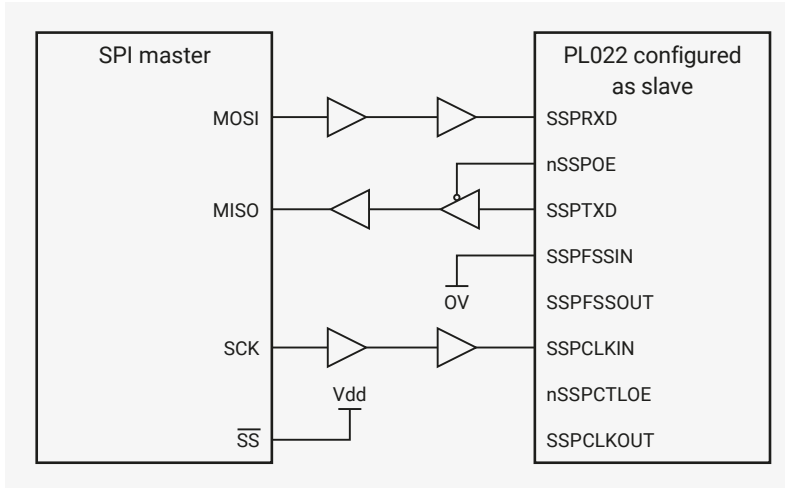 SPI master
PL022 configured
as slave
MOSI
SSPRXD
nSSPOE
MISO
SSPTXD
SSPFSSIN
0V
SSPFSSOUT
SCK
SSPCLKIN
Vdd
nSSPCTLOE
SS
SSPCLKOUT